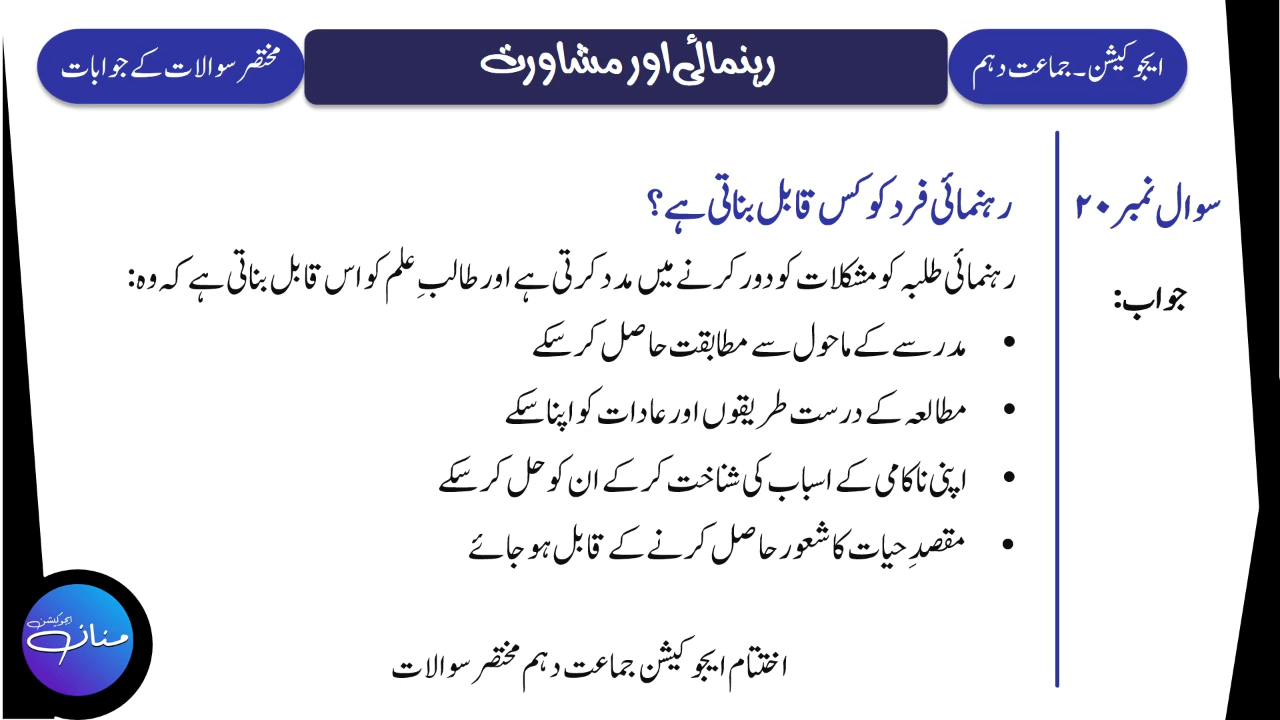 ایجوکیشن۔جماعت دہم
رہنمائی اور مشاورت
مختصر سوالات کے جوابات
سوال نمبر ۲۰
رہنمائی فرد کو کس قابل بناتی ہے؟
جواب:
رہنمائی طلبہ کو مشکلات کو دور کرنے میں مدد کرتی ہے اور طالبِ علم کو اس قابل بناتی ہے کہ وہ:
• مدرسے کے ماحول سے مطابقت حاصل کر سکے
• مطالعہ کے درست طریقوں اور عادات کو اپنا سکے
• اپنی ناکامی کے اسباب کی شناخت کر کے ان کو حل کر سکے
• مقصدِ حیات کا شعور حاصل کرنے کے قابل ہو جائے
اختتام ایجوکیشن جماعت دہم مختصر سوالات
ایجوکیشن
منان